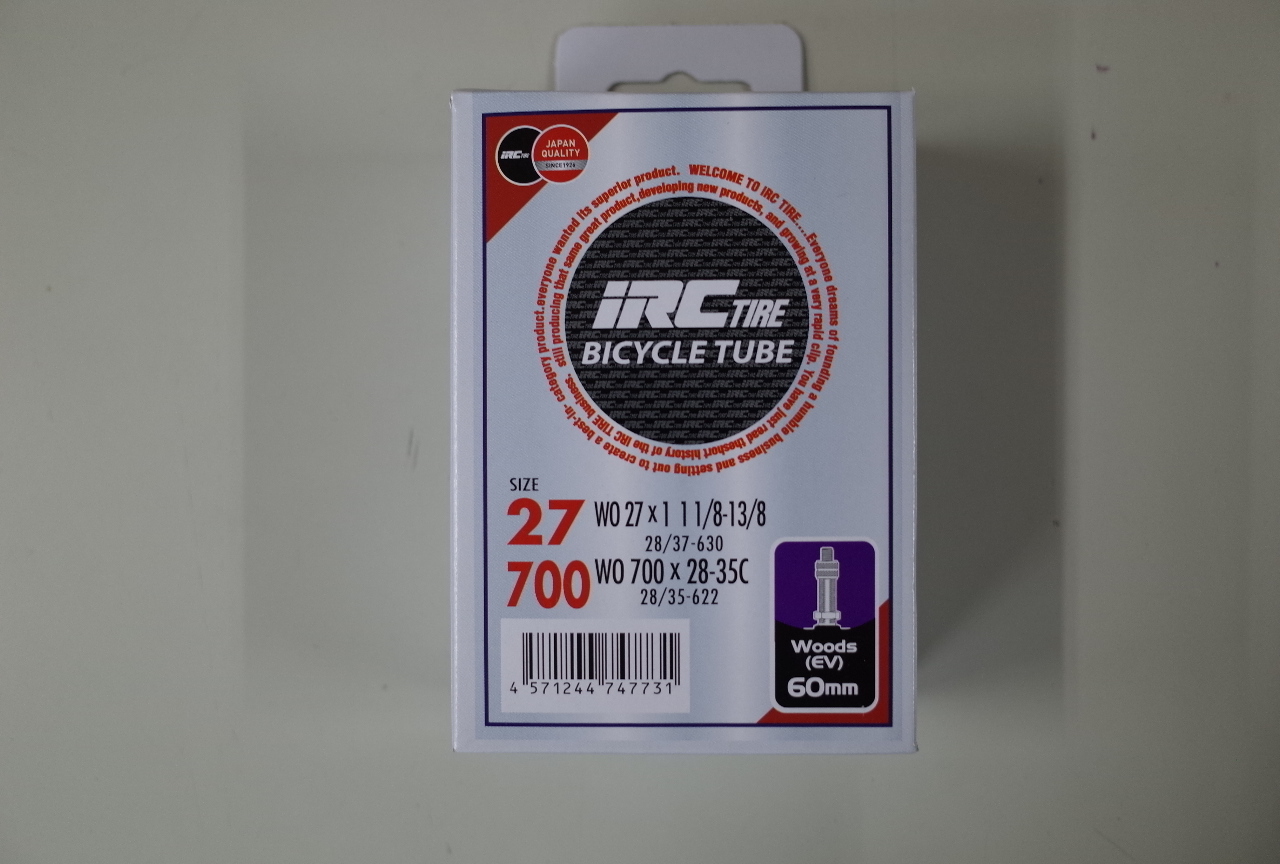 iRC TIRE
JAPAN
QUALITY
SINCE1926
WELCOME TO IRC TIRE....Everyone dreams of founding a humble business and setting out to create a best-in-category product.everyone wanted its superior product.
developing new products, and growing at a very rapid clip. You have just read theshort history of the IRC TIRE business. still producing that same great product,
iRC TIRE
BICYCLE TUBE
SIZE
27 WO 27 x 1 1 1/8-13/8
28/37-630
700 WO 700 x 28-35C
28/35-622
Woods
(EV)
60mm
4 571244 747731